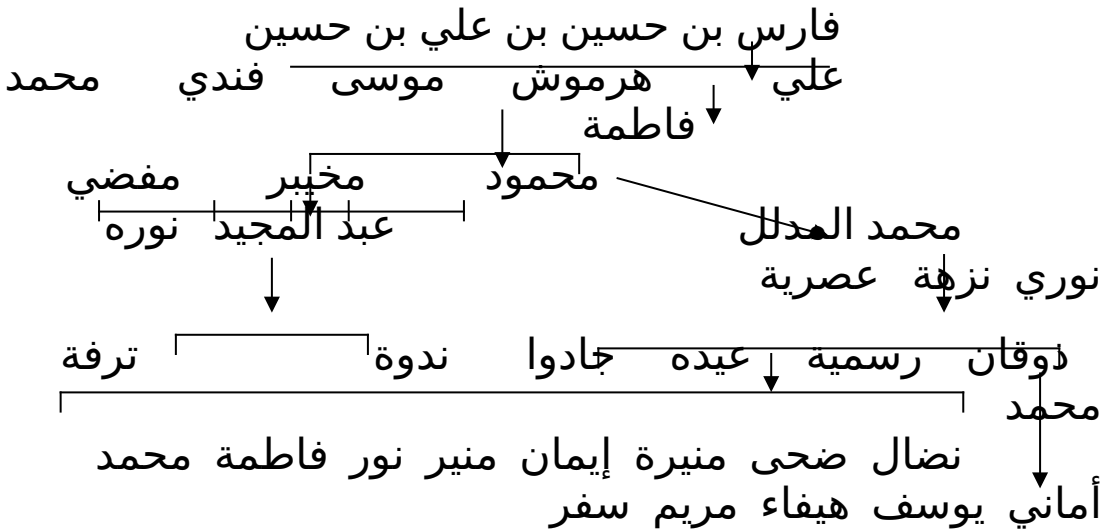 فارس بن حسين بن علي بن حسين
علي هرموش موسى فندي محمد
فاطمة
محمود مخيبر مفضي
محمد المدلل عبد المجيد نوره
نوري نزهة عصرية
ذوقان رسمية عيده جادوا ندوة ترفة
محمد
نضال ضحى منيرة إيمان منير نور فاطمة محمد
أماني يوسف هيفاء مريم سفر